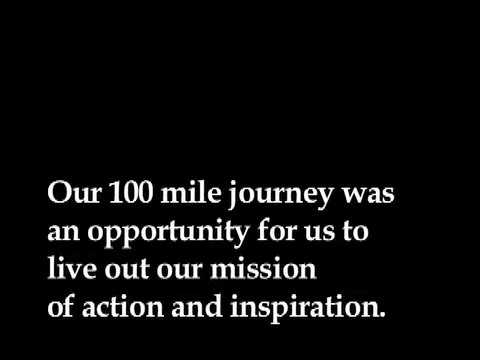 Our 100 mile journey was
an opportunity for us to
live out our mission
of action and inspiration.